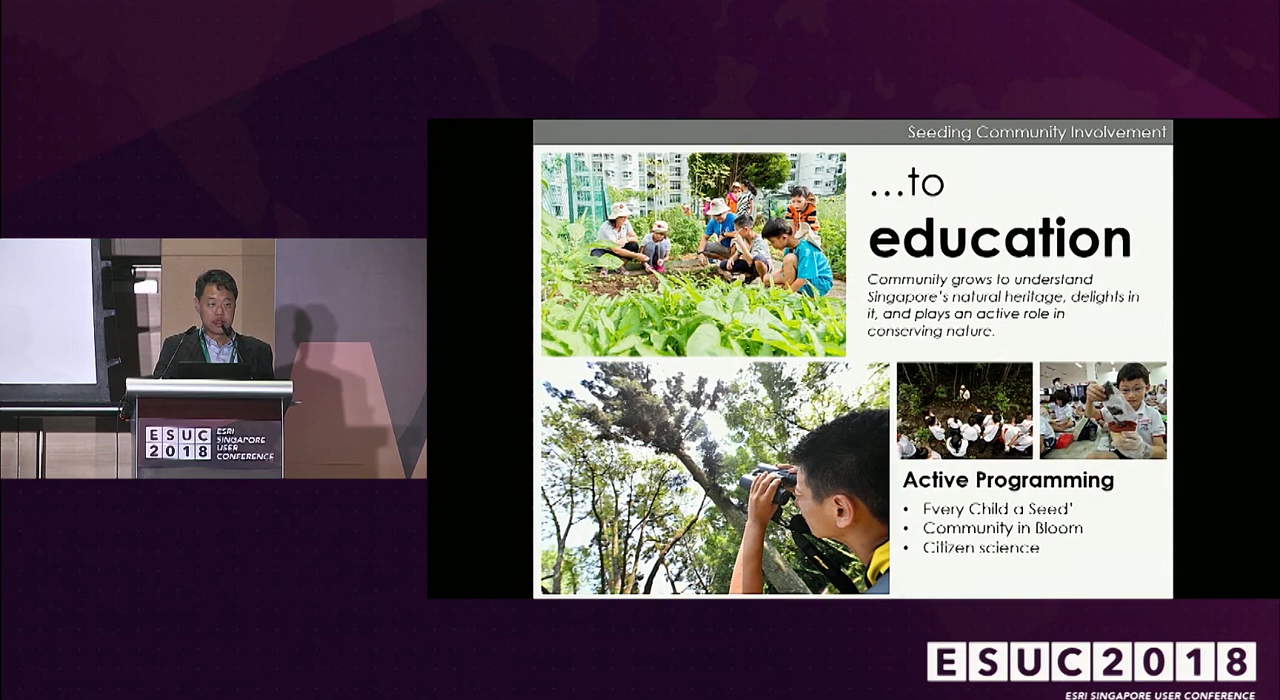 Seeding Community Involvement
...to
education
Community grows to understand
Singapore's natural heritage, delights in
it, and plays an active role in
conserving nature.
Active Programming
• Every Child a Seed'
• Community in Bloom
• Citizen science
ESUC
2018
ESRI
SINGAPORE
USER
CONFERENCE
ESUC2018
ESRI SINGAPORE USER CONFERENCE